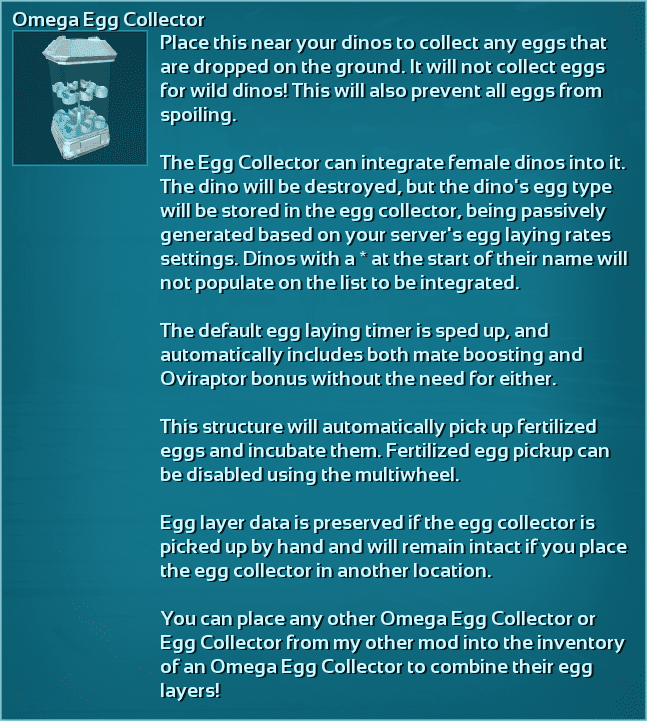 Omega Egg Collector
Place this near your dinos to collect any eggs that
are dropped on the ground. It will not collect eggs
for wild dinos! This will also prevent all eggs from
spoiling.
The Egg Collector can integrate female dinos into it.
The dino will be destroyed, but the dino's egg type
will be stored in the egg collector, being passively
generated based on your server's egg laying rates
settings. Dinos with a * at the start of their name will
not populate on the list to be integrated.
The default egg laying timer is sped up, and
automatically includes both mate boosting and
Oviraptor bonus without the need for either.
This structure will automatically pick up fertilized
eggs and incubate them. Fertilized egg pickup can
be disabled using the multiwheel.
Egg layer data is preserved if the egg collector is
picked up by hand and will remain intact if you place
the egg collector in another location.
You can place any other Omega Egg Collector or
Egg Collector from my other mod into the inventory
of an Omega Egg Collector to combine their egg
layers!